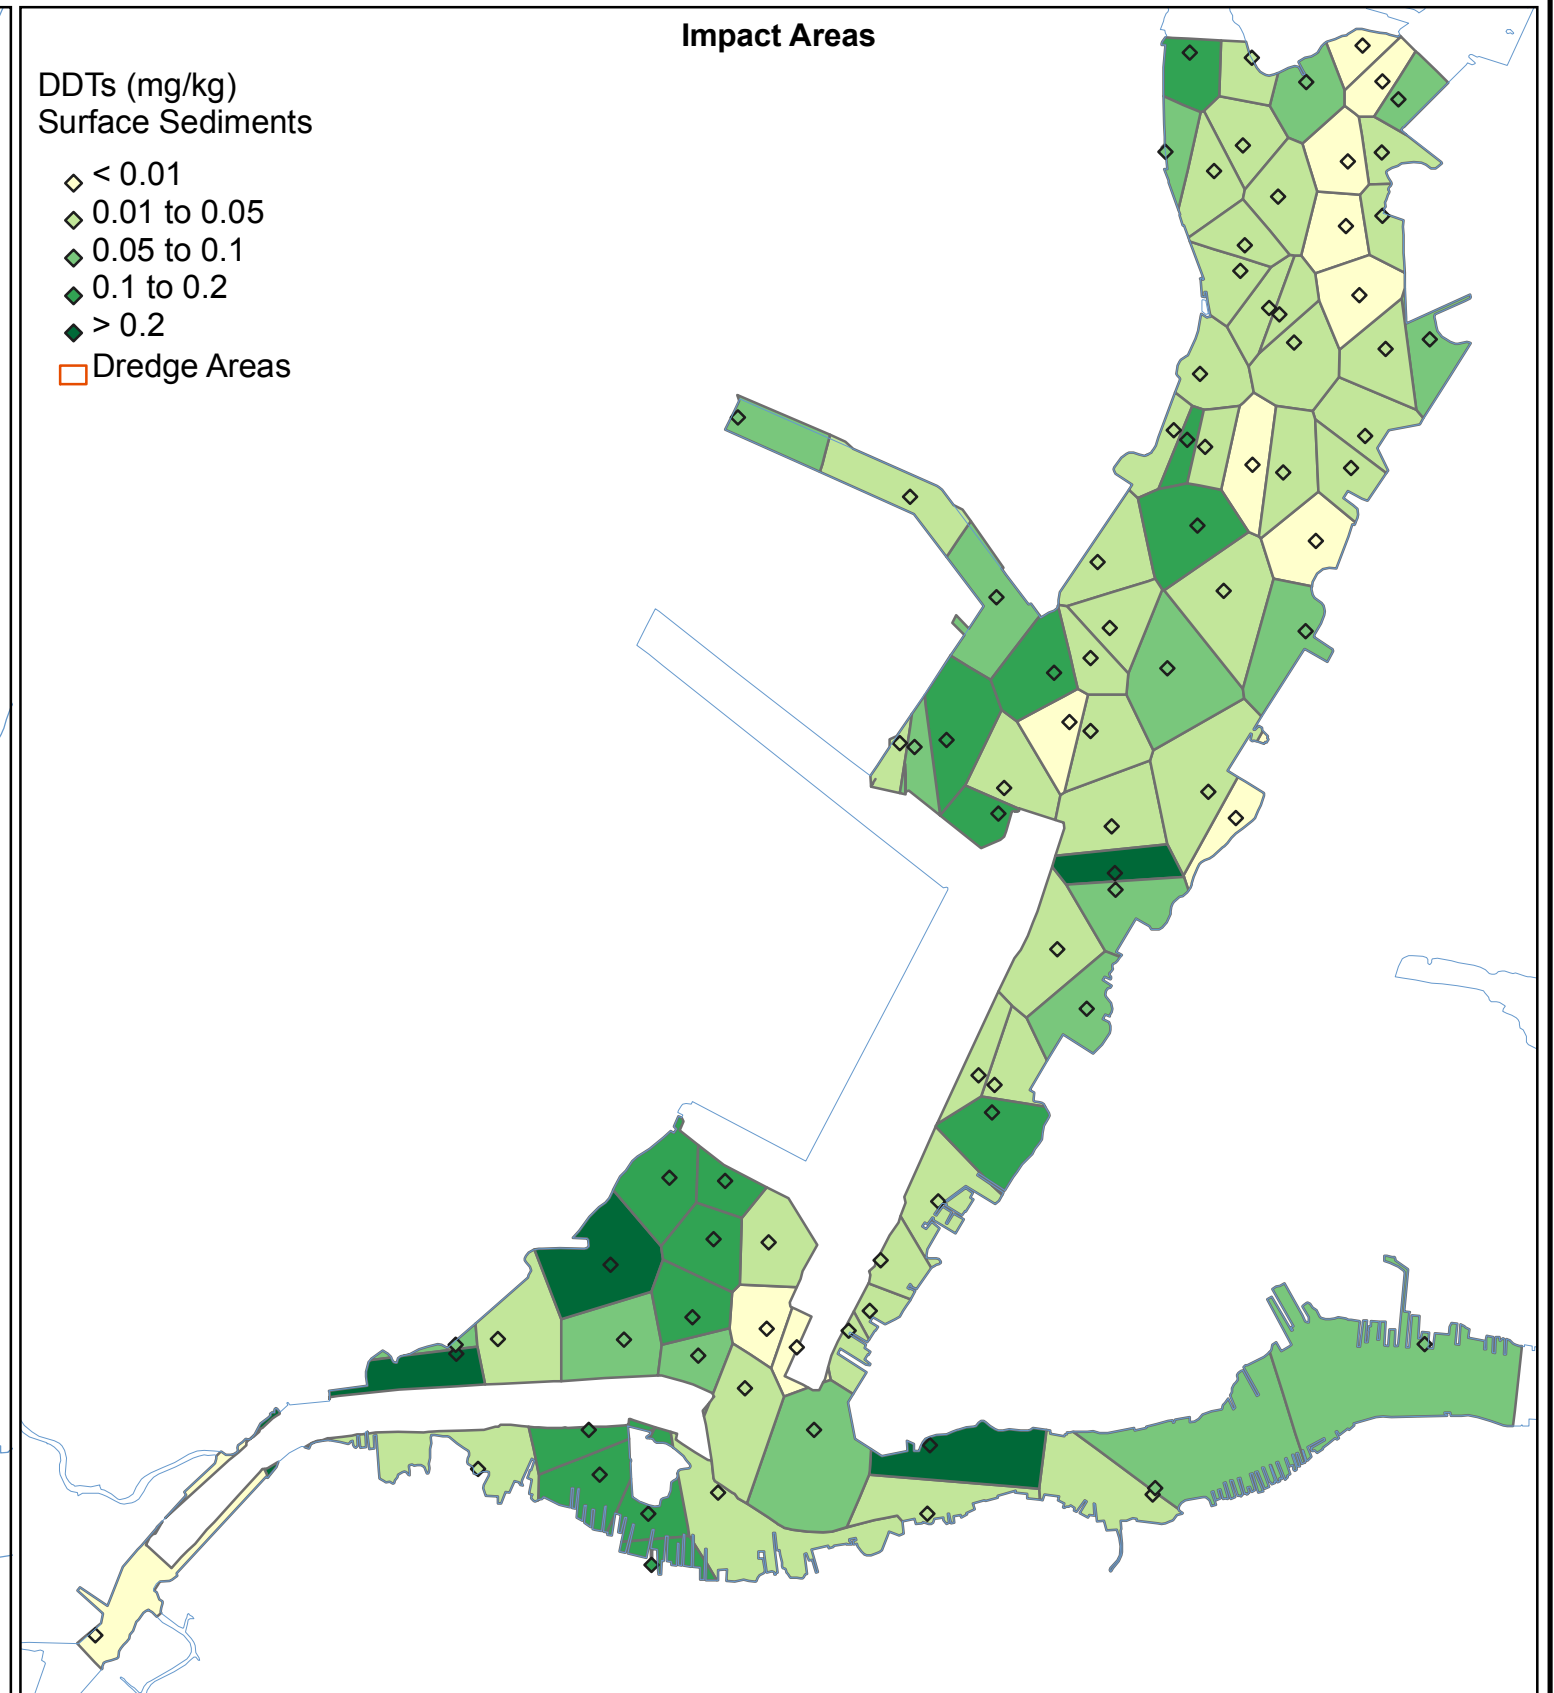 Impact Areas
DDTs (mg/kg)
Surface Sediments
< 0.01
0.01 to 0.05
0.05 to 0.1
0.1 to 0.2
> 0.2
Dredge Areas